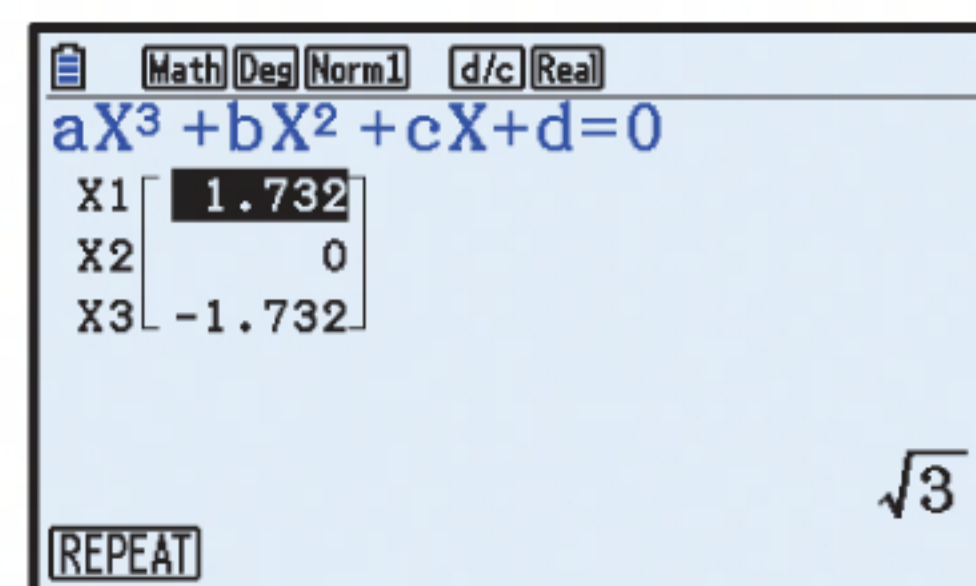 Math Deg Norm1 d/c Real
aX³ +bX² +cX+d=0
X1[ 1.732]
X2[ 0]
X3[-1.732]
√3
REPEAT